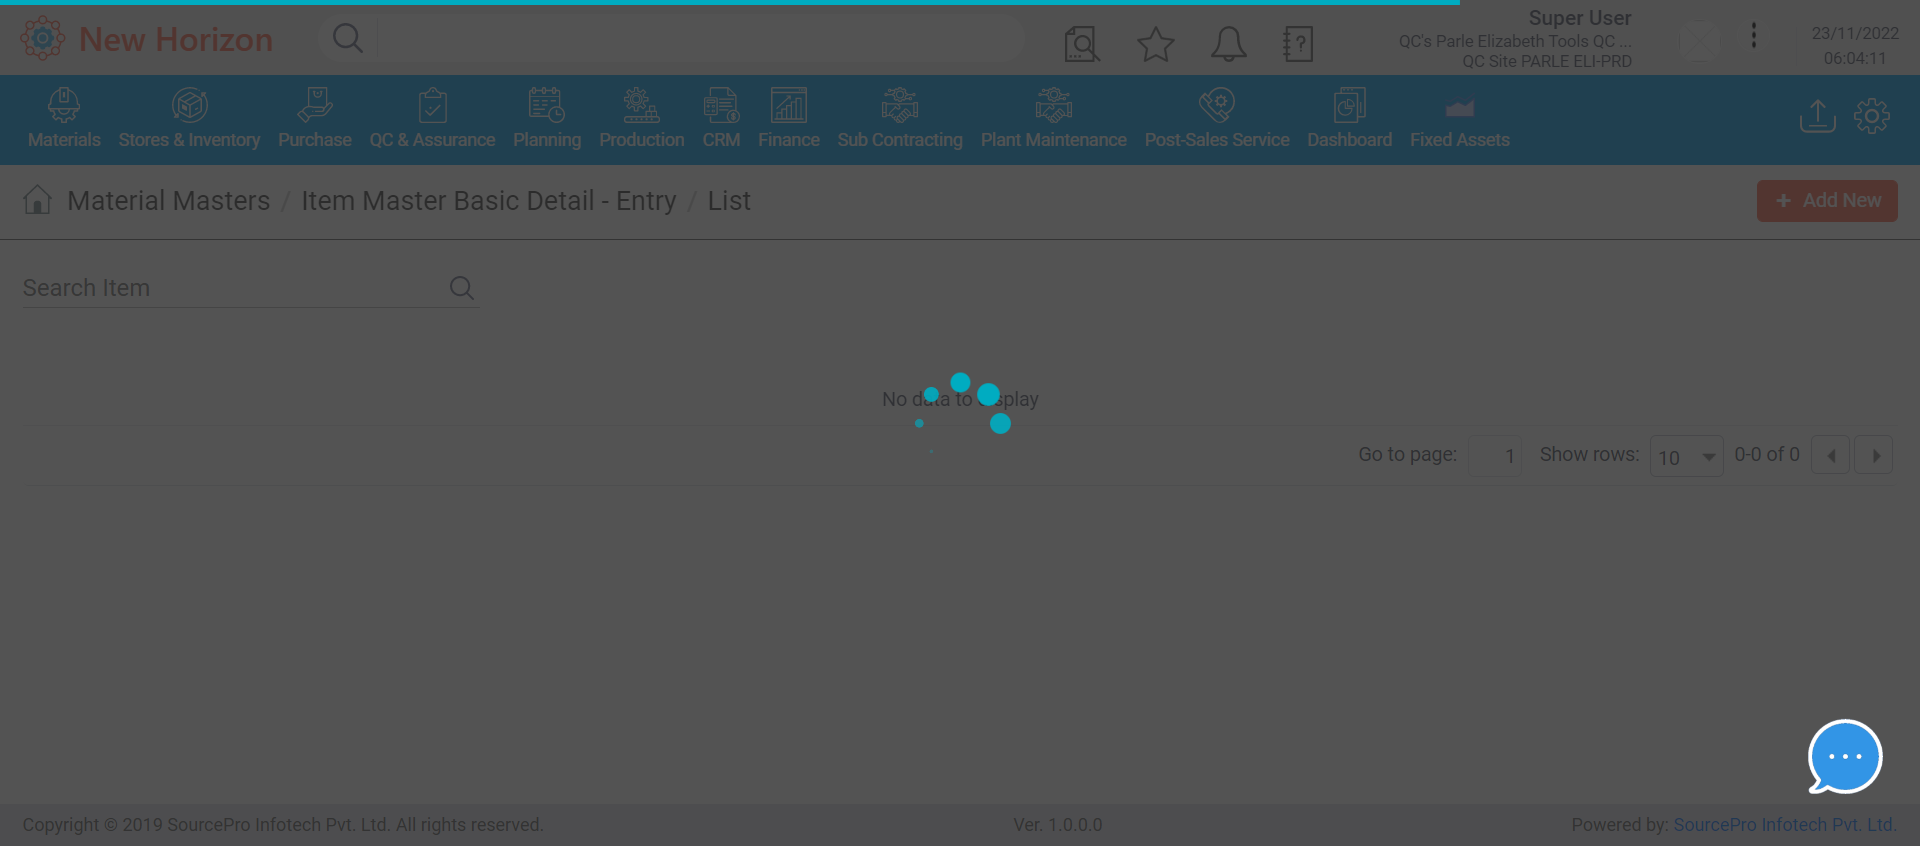 New Horizon
Super User
QC's Parle Elizabeth Tools QC ...
QC Site PARLE ELI-PRD
23/11/2022
06:04:11
Materials
Stores & Inventory
Purchase
QC & Assurance
Planning
Production
CRM
Finance
Sub Contracting
Plant Maintenance
Post-Sales Service
Dashboard
Fixed Assets
Material Masters / Item Master Basic Detail - Entry / List
+ Add New
Search Item
No data to display
Go to page: 1 Show rows: 10 0-0 of 0
Copyright © 2019 SourcePro Infotech Pvt. Ltd. All rights reserved.
Ver. 1.0.0.0
Powered by: SourcePro Infotech Pvt. Ltd.